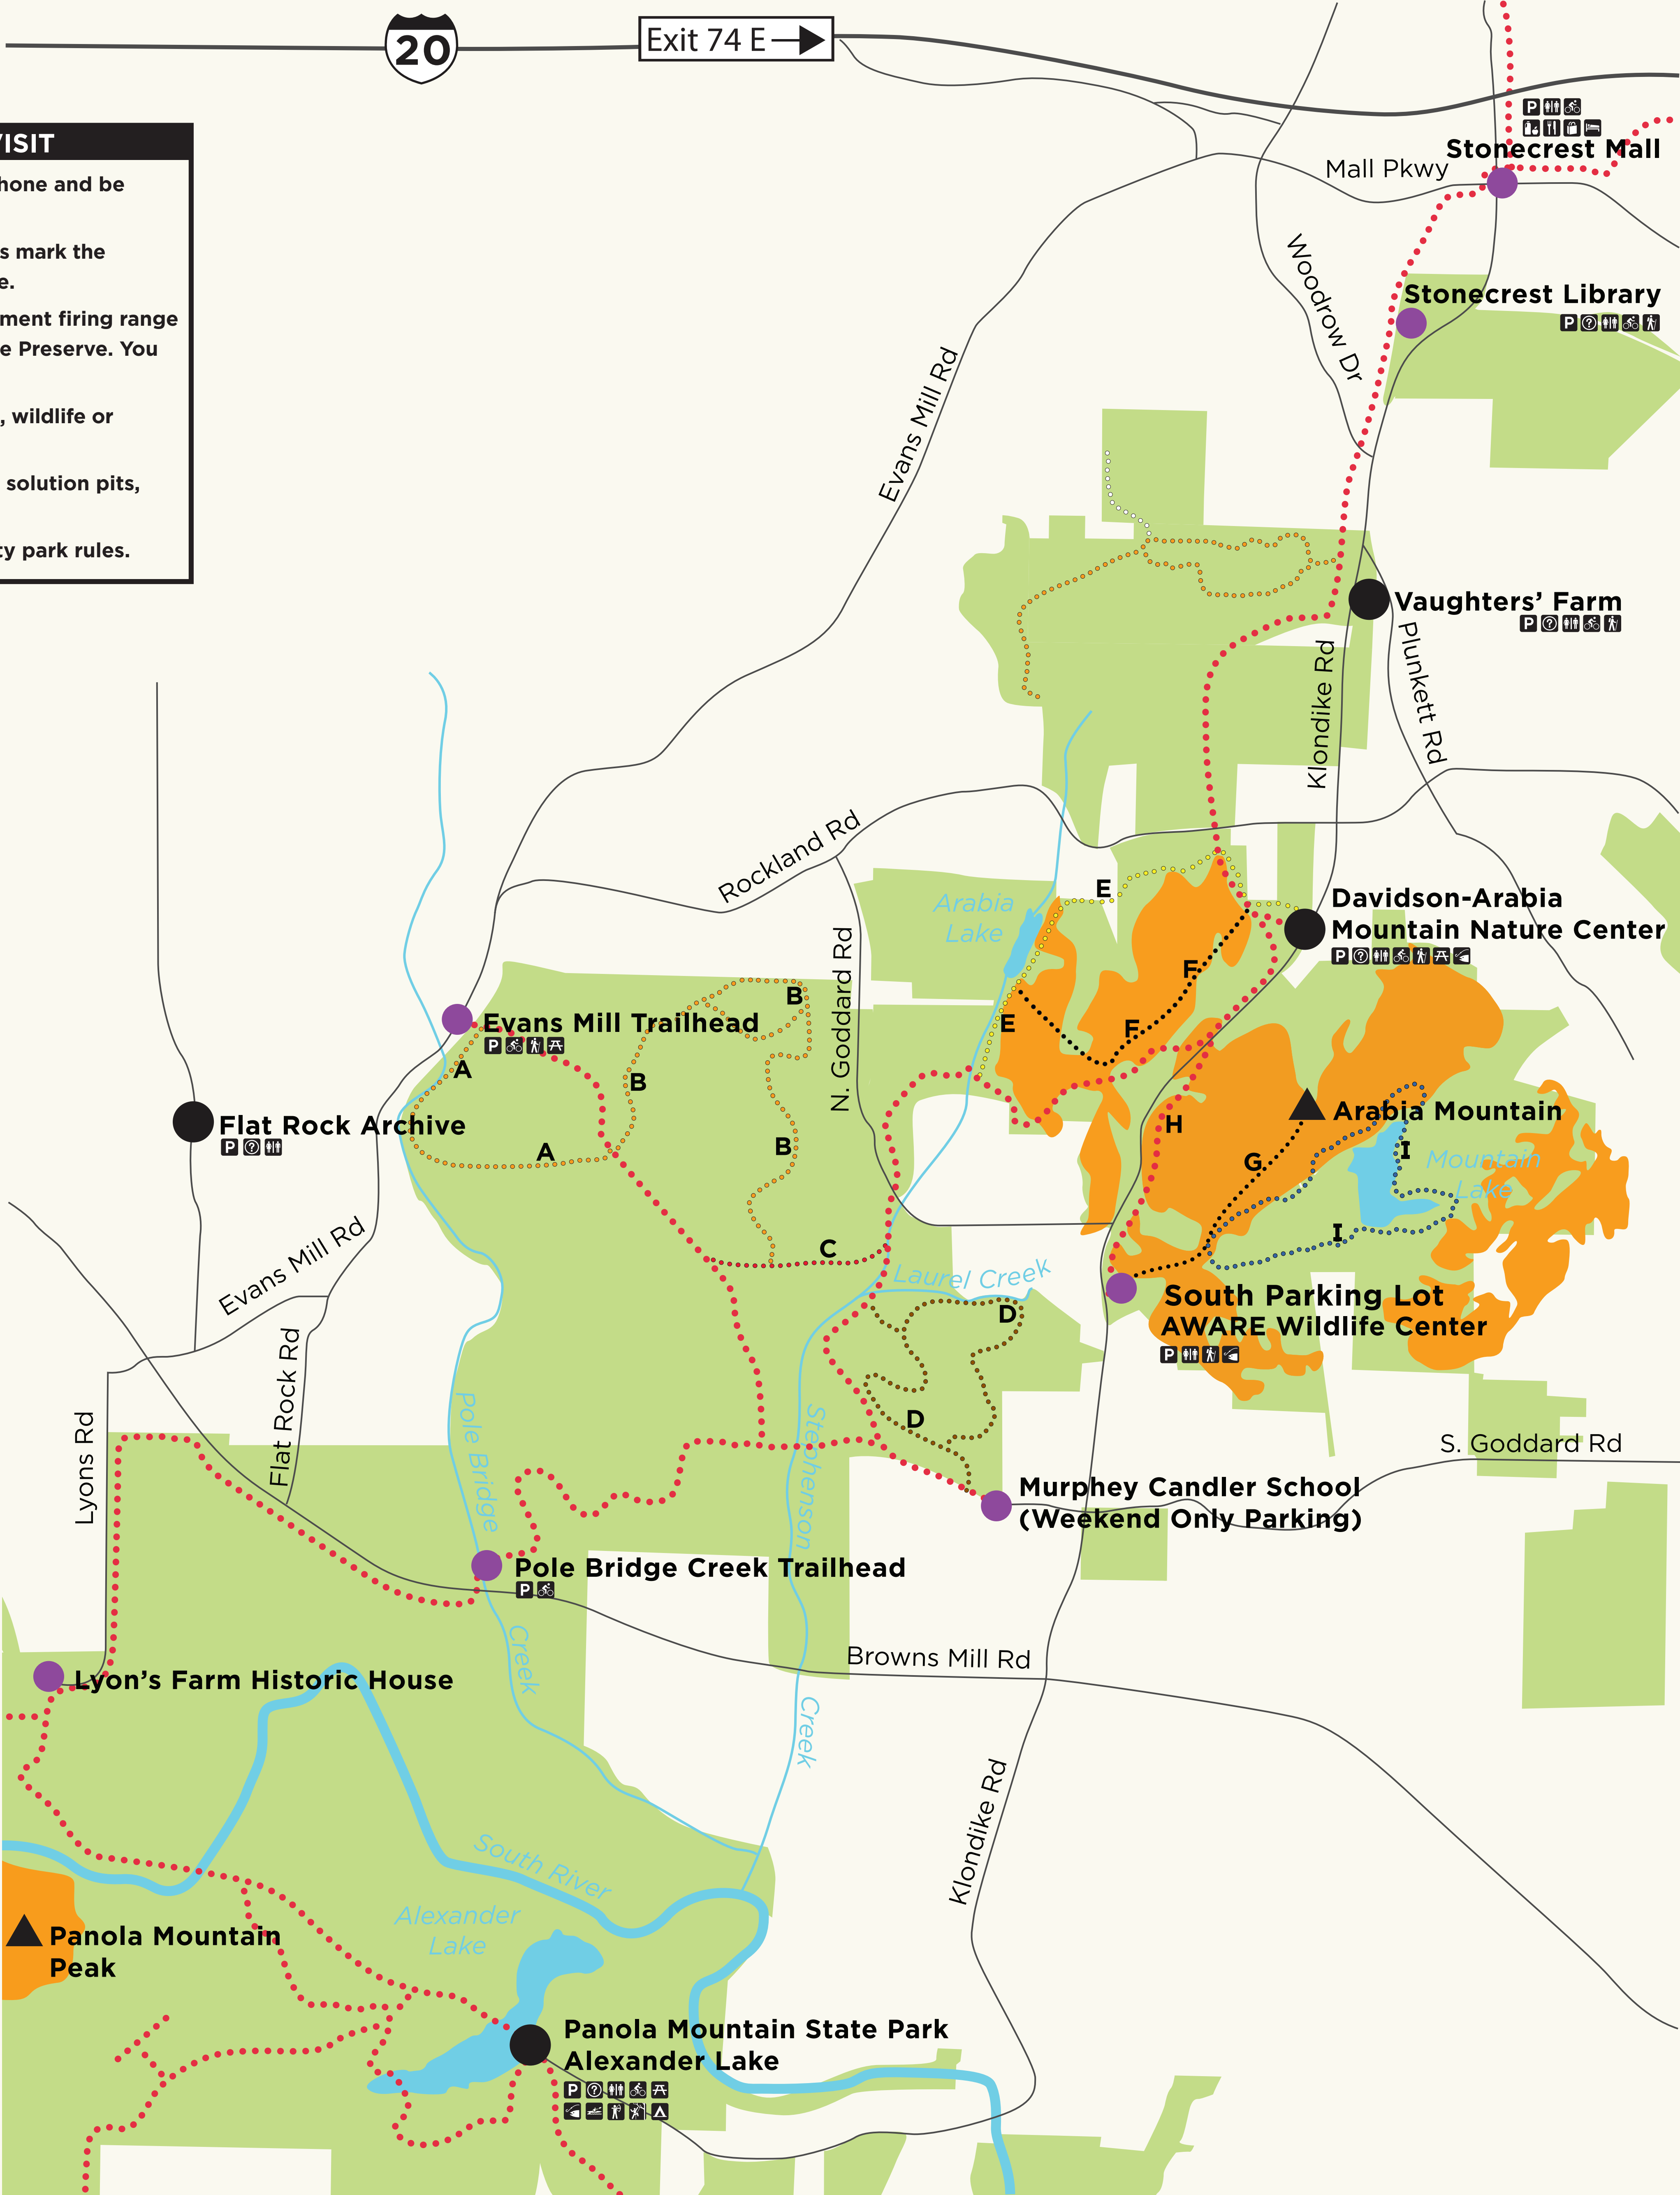 20
Exit 74 E
VISIT
hone and be
s mark the
e.
ment firing range
e Preserve. You
, wildlife or
solution pits,
ty park rules.
P
Stonecrest Mall
Mall Pkwy
Woodrow Dr
Stonecrest Library
P ?
Evans Mill Rd
Vaughters' Farm
P ?
Klondike Rd
Plunkett Rd
Rockland Rd
E
Arabia
Lake
Davidson-Arabia
Mountain Nature Center
P ?
N. Goddard Rd
F
B
E
F
Evans Mill Trailhead
P
A
B
Arabia Mountain
H
Flat Rock Archive
P ?
A
B
G
I
Mountain
Lake
I
C
Evans Mill Rd
Laurel Creek
D
South Parking Lot
AWARE Wildlife Center
P
Flat Rock Rd
Lyons Rd
Pole Bridge
Creek
Stephenson
Creek
D
S. Goddard Rd
Murphey Candler School
(Weekend Only Parking)
Pole Bridge Creek Trailhead
P
Browns Mill Rd
Lyon's Farm Historic House
Klondike Rd
South River
Alexander
Lake
Panola Mountain
Peak
Panola Mountain State Park
Alexander Lake
P ?